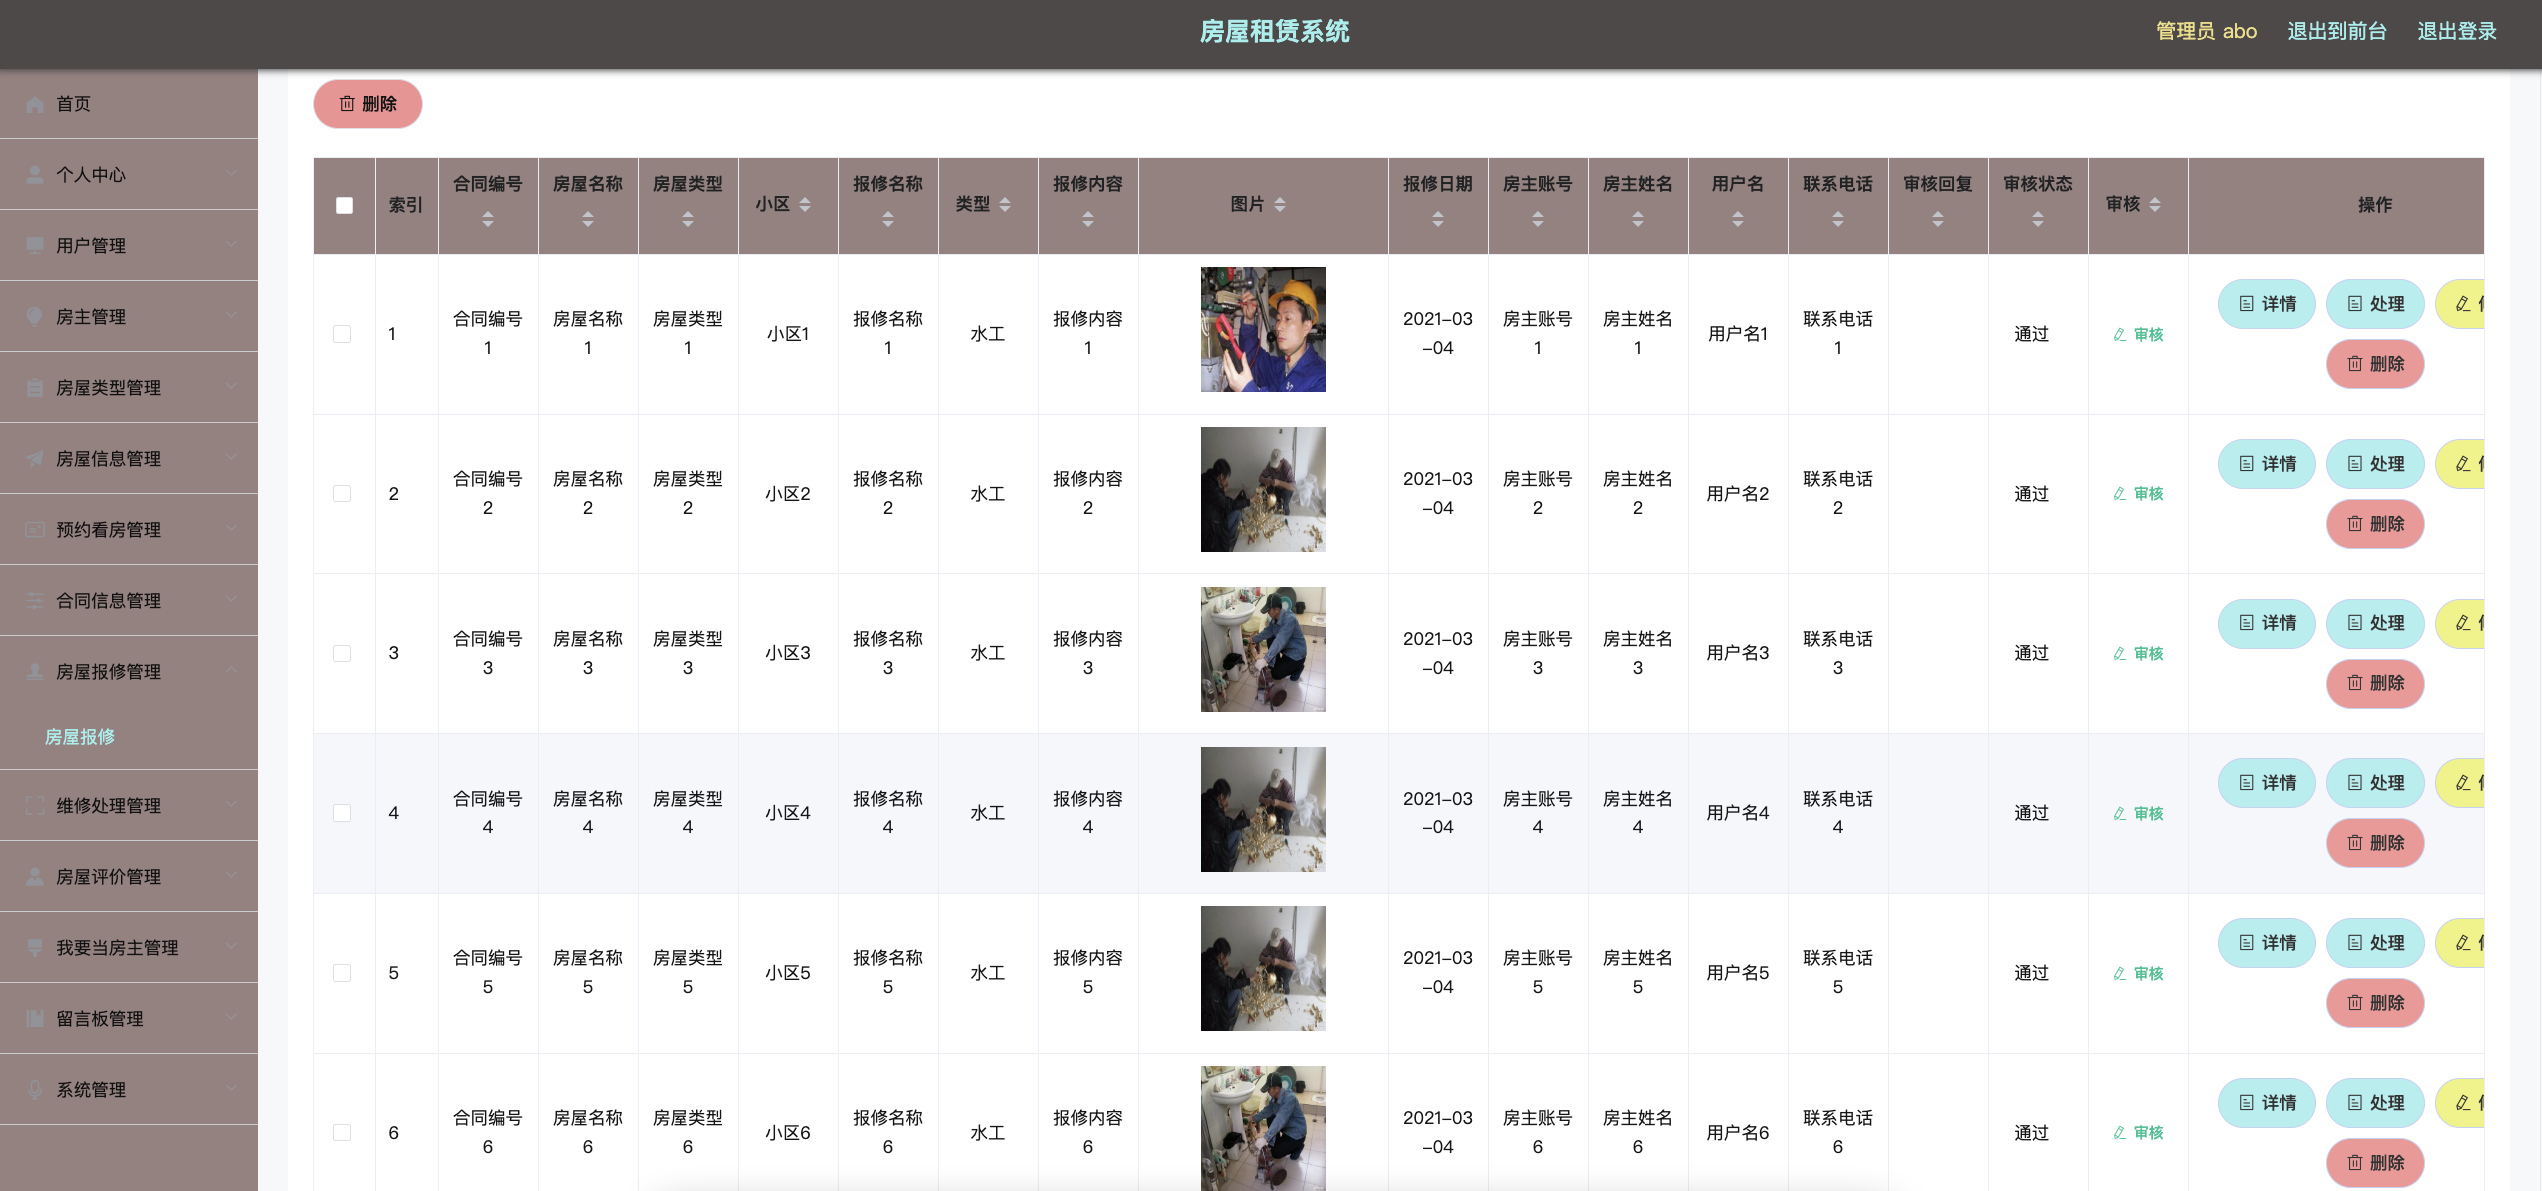 房屋租赁系统
管理员 abo 退出到前台 退出登录
首页
个人中心
用户管理
房主管理
房屋类型管理
房屋信息管理
预约看房管理
合同信息管理
房屋报修管理
房屋报修
维修处理管理
房屋评价管理
我要当房主管理
留言板管理
系统管理
删除
索引 合同编号 房屋名称 房屋类型 小区 报修名称 类型 报修内容 图片 报修日期 房主账号 房主姓名 用户名 联系电话 审核回复 审核状态 审核 操作
1 合同编号1 房屋名称1 房屋类型1 小区1 报修名称1 水工 报修内容1 2021-03-04 房主账号1 房主姓名1 用户名1 联系电话1 通过 审核 详情 处理
删除
2 合同编号2 房屋名称2 房屋类型2 小区2 报修名称2 水工 报修内容2 2021-03-04 房主账号2 房主姓名2 用户名2 联系电话2 通过 审核 详情 处理
删除
3 合同编号3 房屋名称3 房屋类型3 小区3 报修名称3 水工 报修内容3 2021-03-04 房主账号3 房主姓名3 用户名3 联系电话3 通过 审核 详情 处理
删除
4 合同编号4 房屋名称4 房屋类型4 小区4 报修名称4 水工 报修内容4 2021-03-04 房主账号4 房主姓名4 用户名4 联系电话4 通过 审核 详情 处理
删除
5 合同编号5 房屋名称5 房屋类型5 小区5 报修名称5 水工 报修内容5 2021-03-04 房主账号5 房主姓名5 用户名5 联系电话5 通过 审核 详情 处理
删除
6 合同编号6 房屋名称6 房屋类型6 小区6 报修名称6 水工 报修内容6 2021-03-04 房主账号6 房主姓名6 用户名6 联系电话6 通过 审核 详情 处理
删除